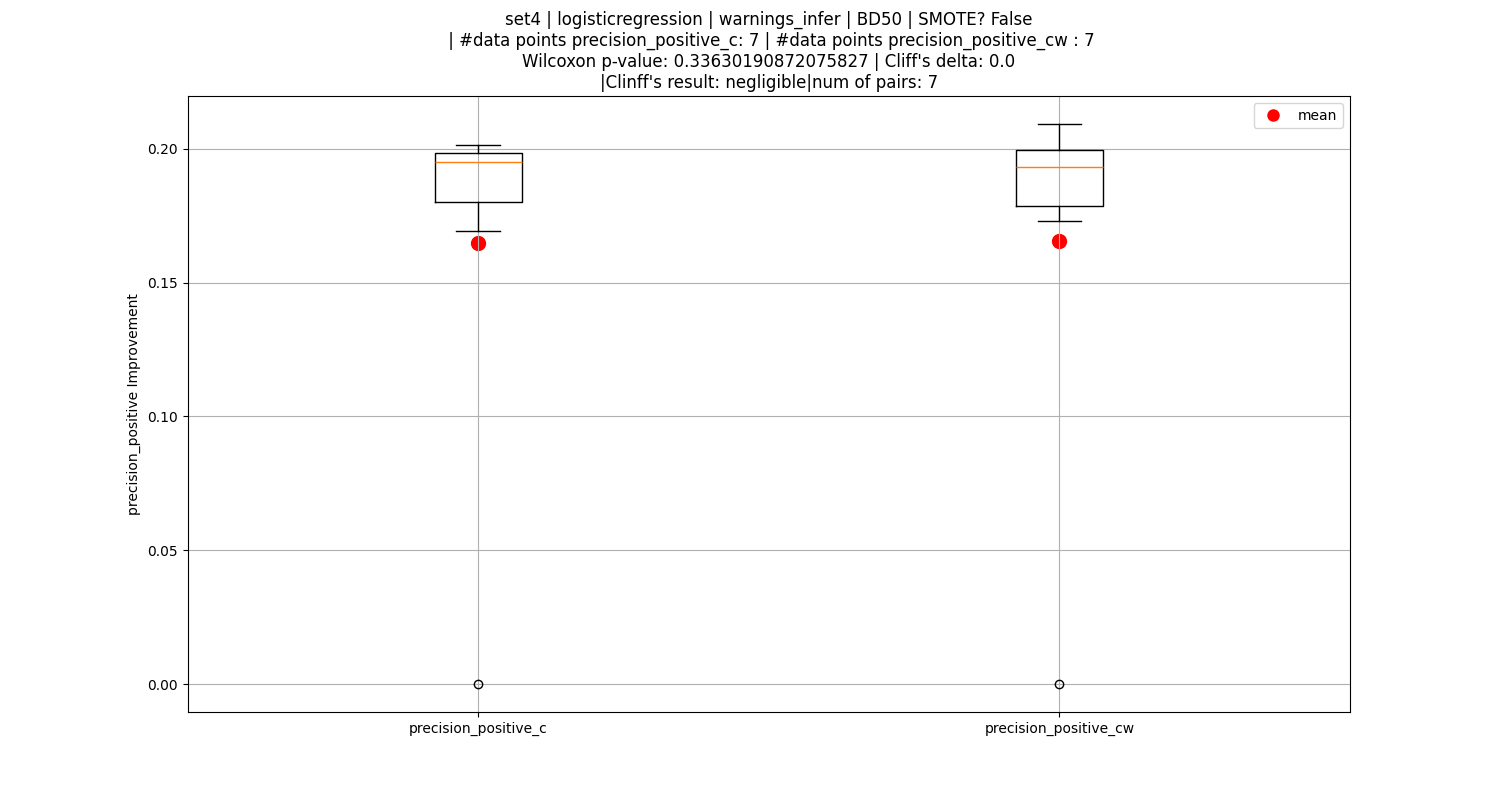 set4 | logisticregression | warnings_infer | BD50 | SMOTE? False
| #data points precision_positive_c: 7 | #data points precision_positive_cw : 7
Wilcoxon p-value: 0.33630190872075827 | Cliff's delta: 0.0
|Clinff's result: negligible|num of pairs: 7
mean
0.20
0.15
0.10
0.05
0.00
precision_positive Improvement
precision_positive_c
precision_positive_cw